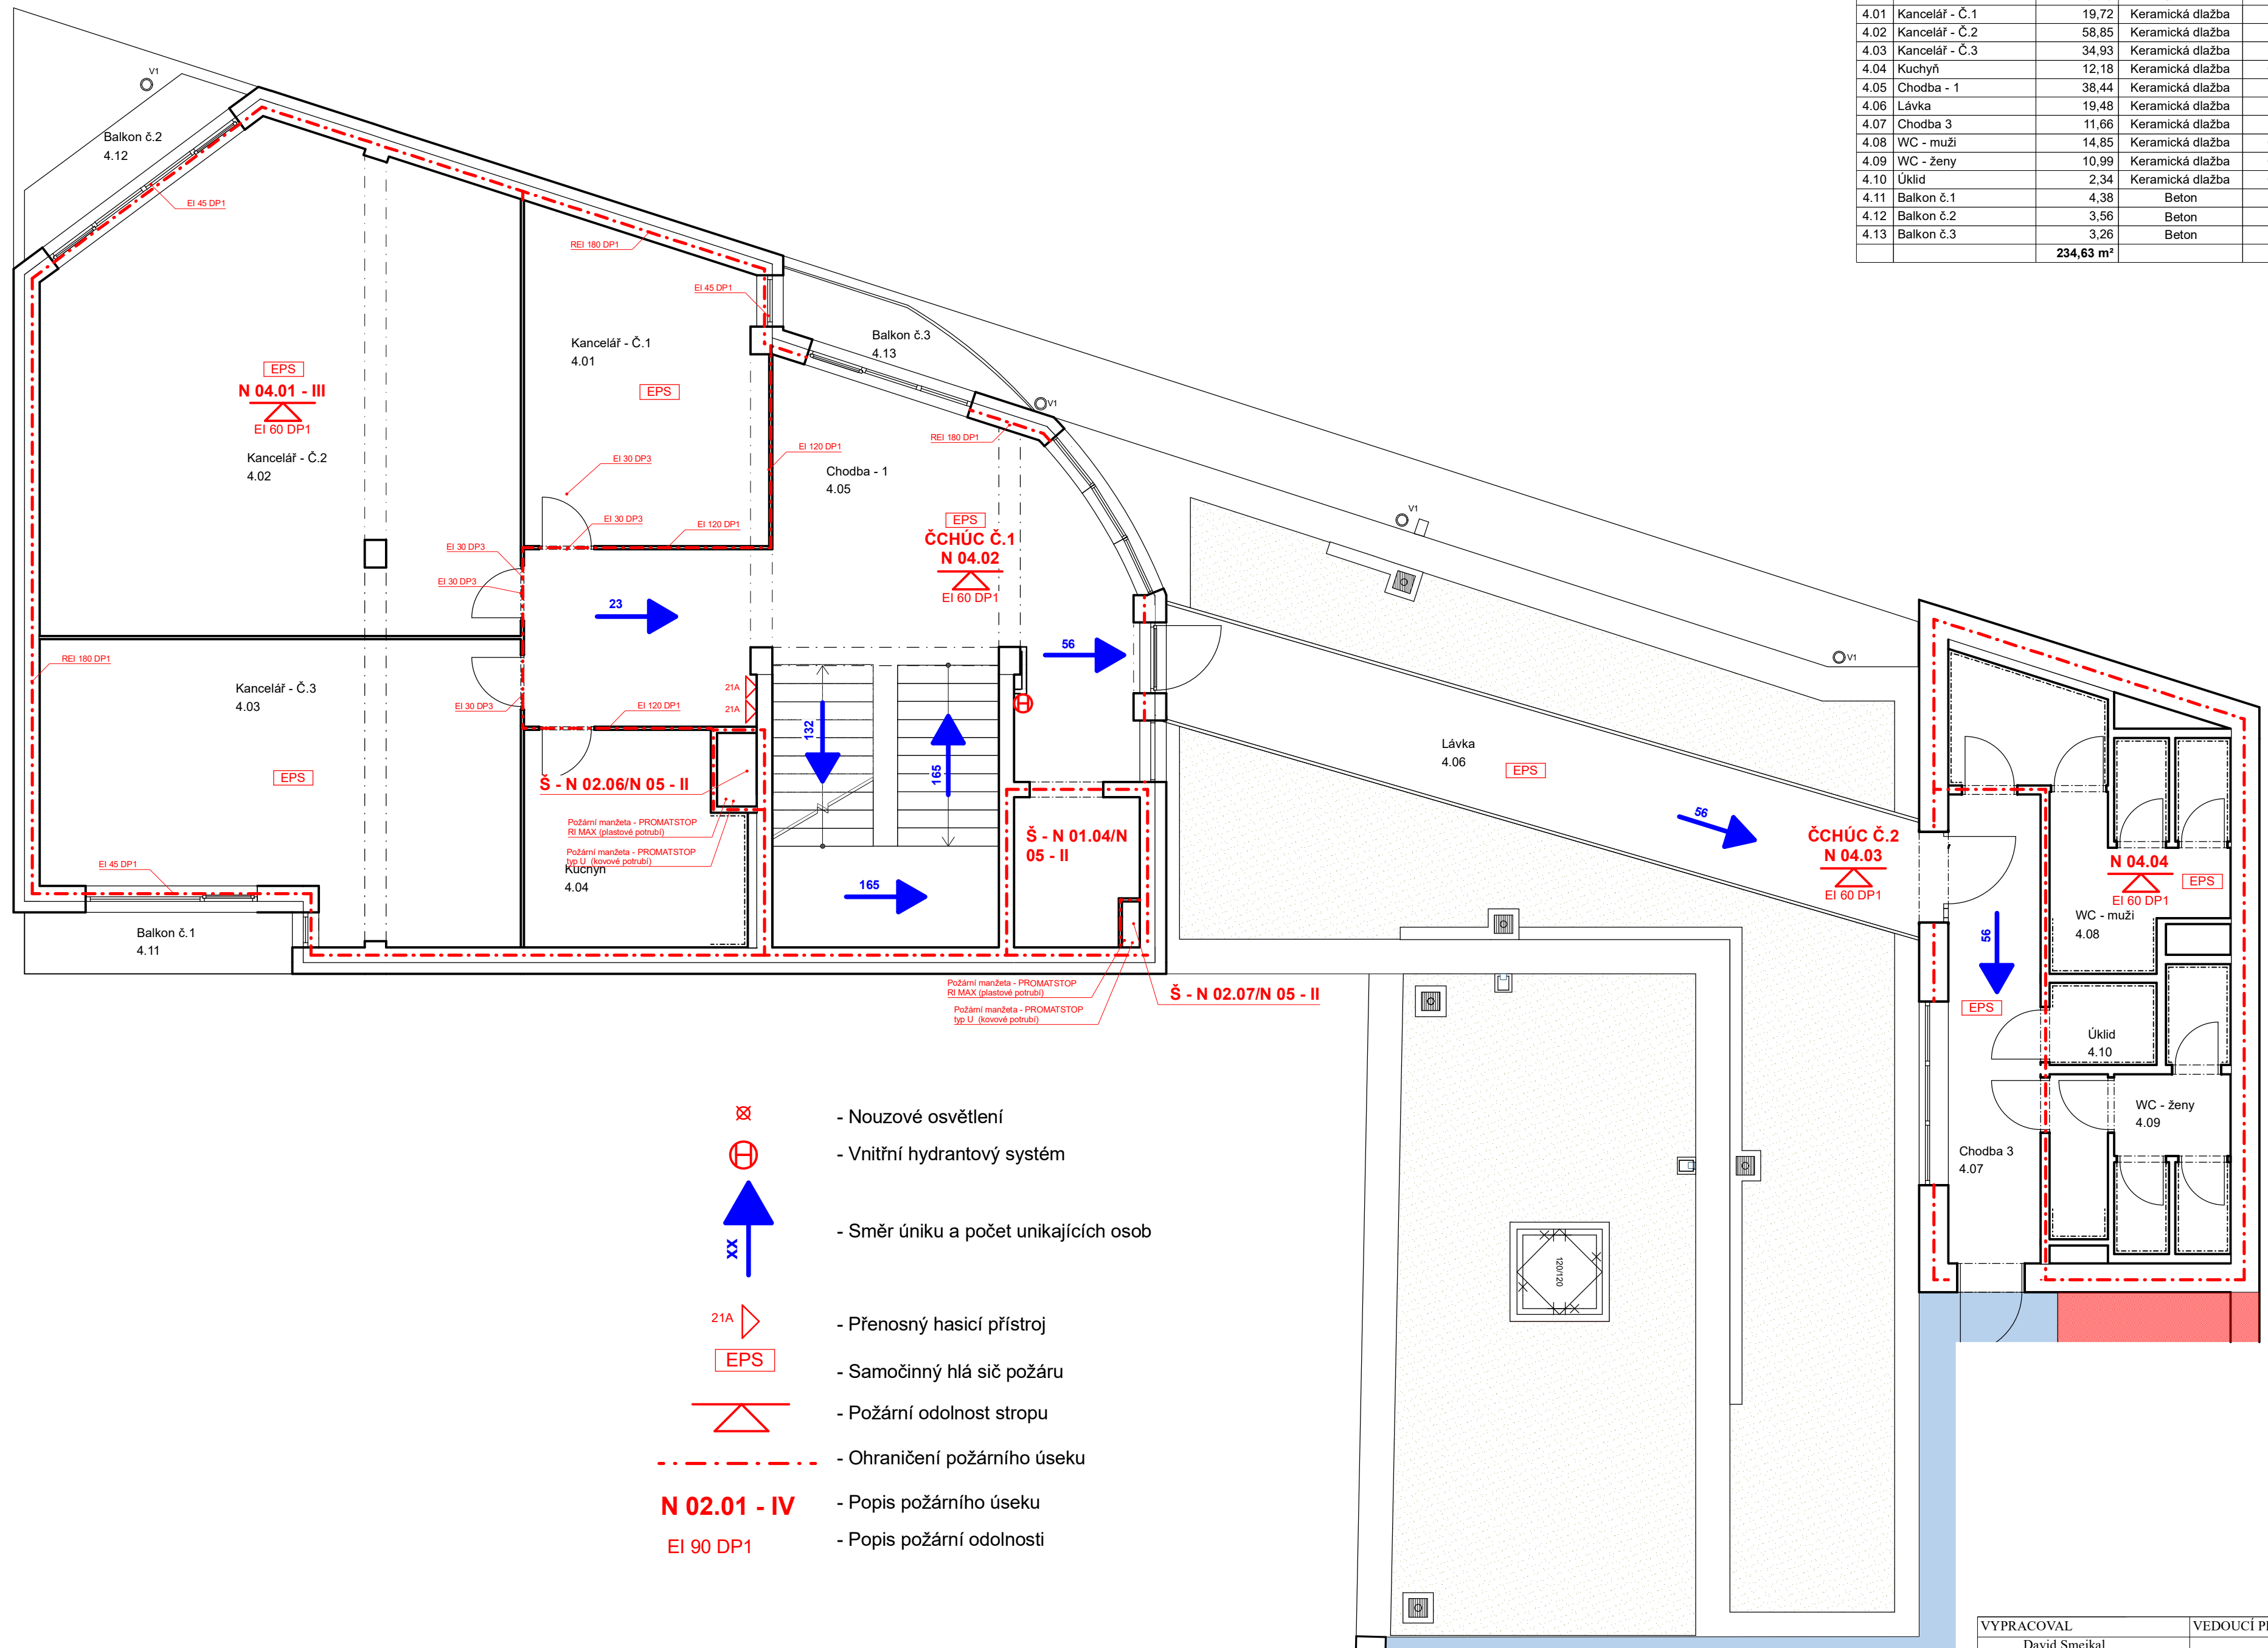 4.01 Kancelář - Č.1 19,72 Keramická dlažba
4.02 Kancelář - Č.2 58,85 Keramická dlažba
4.03 Kancelář - Č.3 34,93 Keramická dlažba
4.04 Kuchyň 12,18 Keramická dlažba
4.05 Chodba - 1 38,44 Keramická dlažba
4.06 Lávka 19,48 Keramická dlažba
4.07 Chodba 3 11,66 Keramická dlažba
4.08 WC - muži 14,85 Keramická dlažba
4.09 WC - ženy 10,99 Keramická dlažba
4.10 Úklid 2,34 Keramická dlažba
4.11 Balkon č.1 4,38 Beton
4.12 Balkon č.2 3,56 Beton
4.13 Balkon č.3 3,26 Beton
234,63 m²
V1
Balkon č.2
4.12
EI 45 DP1
REI 180 DP1
EI 45 DP1
Kancelář - Č.1
4.01
EPS
Balkon č.3
4.13
V1
EPS
N 04.01 - III
EI 60 DP1
Kancelář - Č.2
4.02
EI 30 DP3
EI 120 DP1
REI 180 DP1
Chodba - 1
4.05
EI 30 DP3
EI 120 DP1
EPS
ČCHÚC Č.1
N 04.02
EI 60 DP1
V1
EI 30 DP3
EI 30 DP3
23
56
REI 180 DP1
V1
Kancelář - Č.3
4.03
EI 30 DP3
EI 120 DP1
21A
21A
132
165
EPS
Š - N 02.06/N 05 - II
Požární manžeta - PROMATSTOP
RI MAX (plastové potrubí)
Požární manžeta - PROMATSTOP
typ U (kovové potrubí)
Kuchyň
4.04
165
Š - N 01.04/N
05 - II
Lávka
4.06
EPS
56
ČCHÚC Č.2
N 04.03
EI 60 DP1
N 04.04
EI 60 DP1
EPS
WC - muži
4.08
56
EPS
EI 45 DP1
Balkon č.1
4.11
Požární manžeta - PROMATSTOP
RI MAX (plastové potrubí)
Požární manžeta - PROMATSTOP
typ U (kovové potrubí)
Š - N 02.07/N 05 - II
Úklid
4.10
WC - ženy
4.09
Chodba 3
4.07
120/120
- Nouzové osvětlení
- Vnitřní hydrantový systém
XX
- Směr úniku a počet unikajících osob
21A
- Přenosný hasicí přístroj
EPS
- Samočinný hlá sič požáru
- Požární odolnost stropu
- Ohraničení požárního úseku
N 02.01 - IV
- Popis požárního úseku
EI 90 DP1
- Popis požární odolnosti
VYPRACOVAL
VEDOUCÍ
David Smejkal